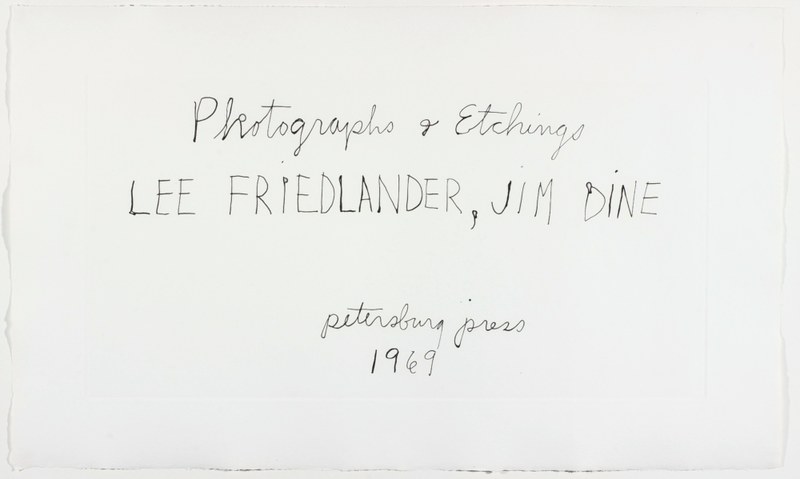 Photographs & Etchings
LEE FRIEDLANDER, JIM DINE
petersburg press
1969